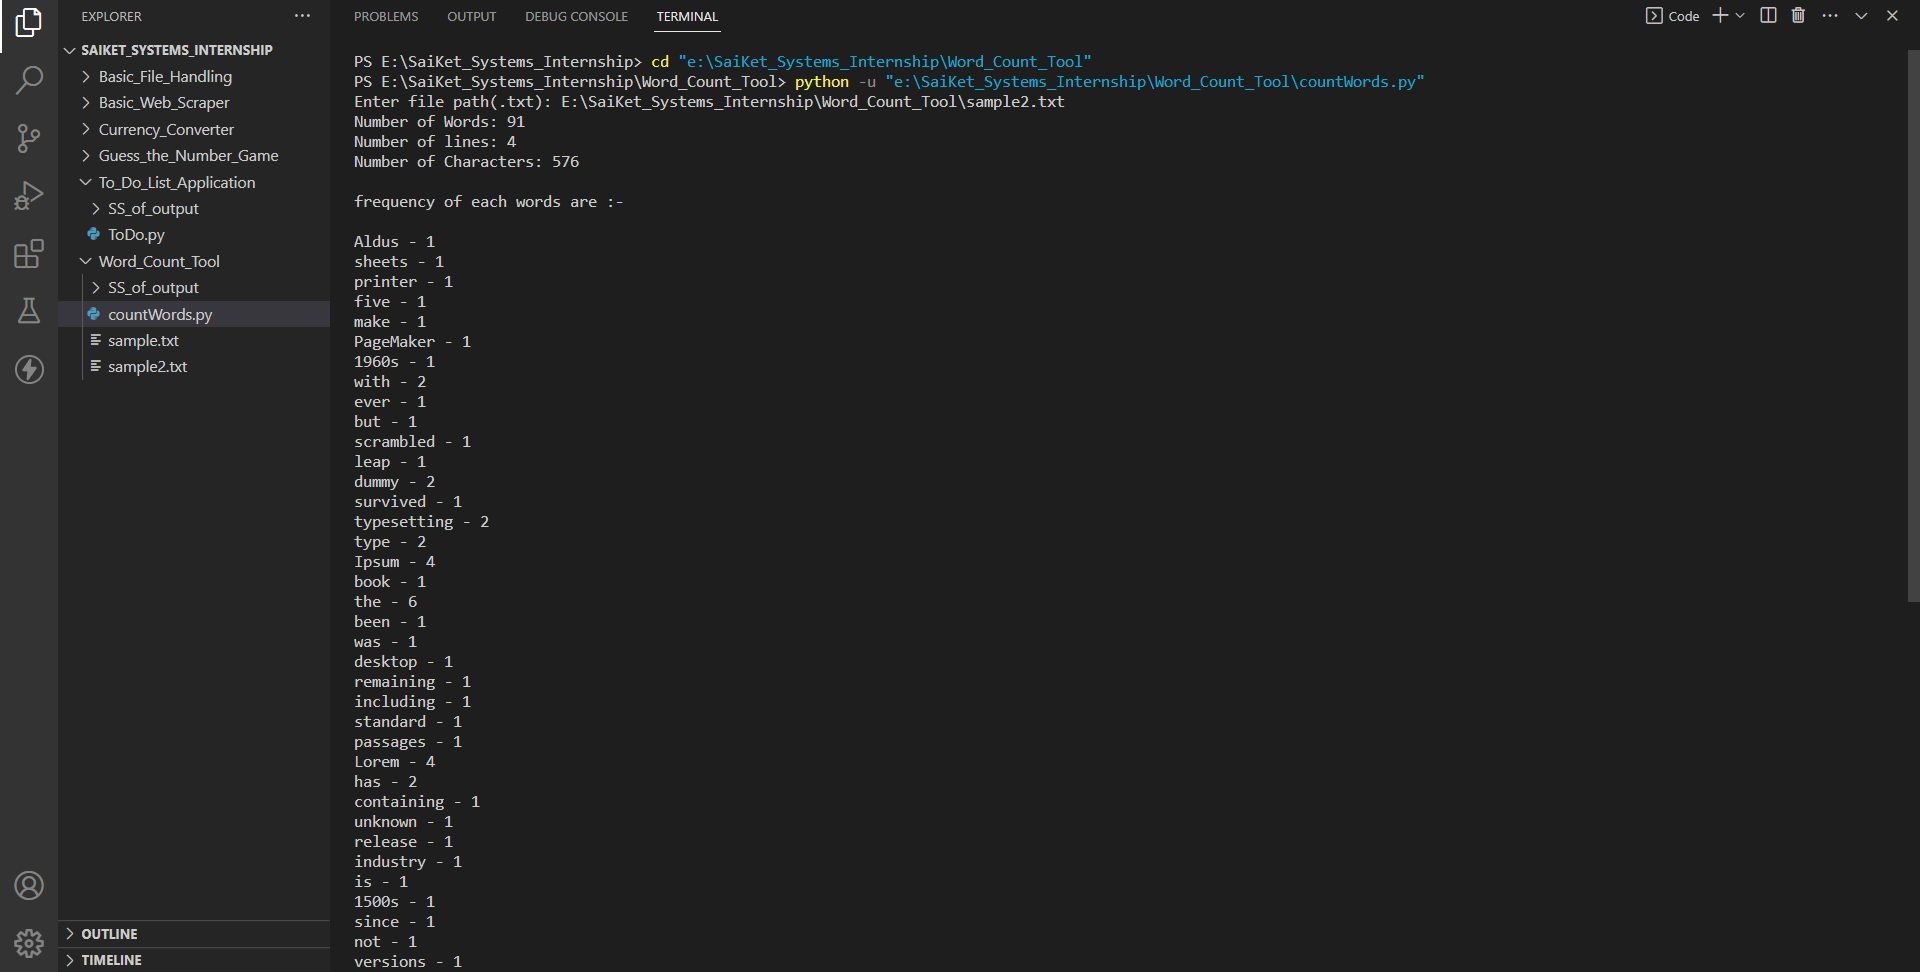 EXPLORER
SAIKET_SYSTEMS_INTERNSHIP
Basic_File_Handling
Basic_Web_Scraper
Currency_Converter
Guess_the_Number_Game
To_Do_List_Application
SS_of_output
ToDo.py
Word_Count_Tool
SS_of_output
countWords.py
sample.txt
sample2.txt
OUTLINE
TIMELINE
PROBLEMS OUTPUT DEBUG CONSOLE TERMINAL
Code
PS E:\SaiKet_Systems_Internship> cd "e:\SaiKet_Systems_Internship\Word_Count_Tool"
PS E:\SaiKet_Systems_Internship\Word_Count_Tool> python -u "e:\SaiKet_Systems_Internship\Word_Count_Tool\countWords.py"
Enter file path(.txt): E:\SaiKet_Systems_Internship\Word_Count_Tool\sample2.txt
Number of Words: 91
Number of lines: 4
Number of Characters: 576
frequency of each words are :-
Aldus - 1
sheets - 1
printer - 1
five - 1
make - 1
PageMaker - 1
1960s - 1
with - 2
ever - 1
but - 1
scrambled - 1
leap - 1
dummy - 2
survived - 1
typesetting - 2
type - 2
Ipsum - 4
book - 1
the - 6
been - 1
was - 1
desktop - 1
remaining - 1
including - 1
standard - 1
passages - 1
Lorem - 4
has - 2
containing - 1
unknown - 1
release - 1
industry - 1
is - 1
1500s - 1
since - 1
not - 1
versions - 1